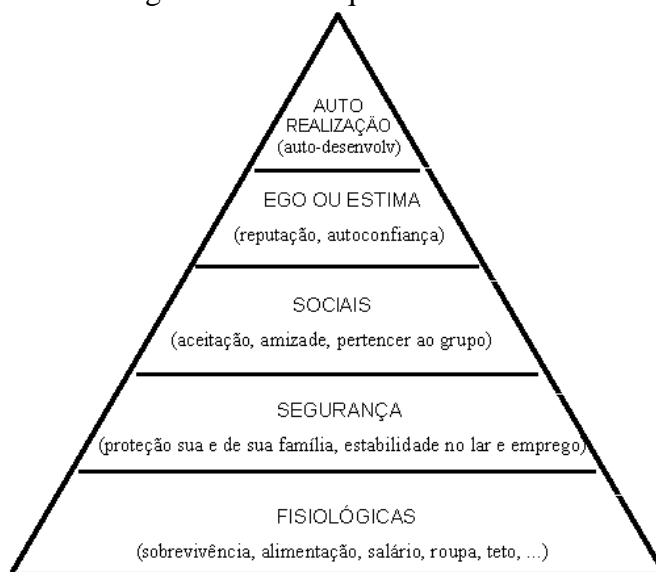 AUTO
REALIZAÇÃO
(auto-desenvolv)
EGO OU ESTIMA
(reputação, autoconfiança)
SOCIAIS
(aceitação, amizade, pertencer ao grupo)
SEGURANÇA
(proteção sua e de sua família, estabilidade no lar e emprego)
FISIOLÓGICAS
(sobrevivência, alimentação, salário, roupa, teto, ...)